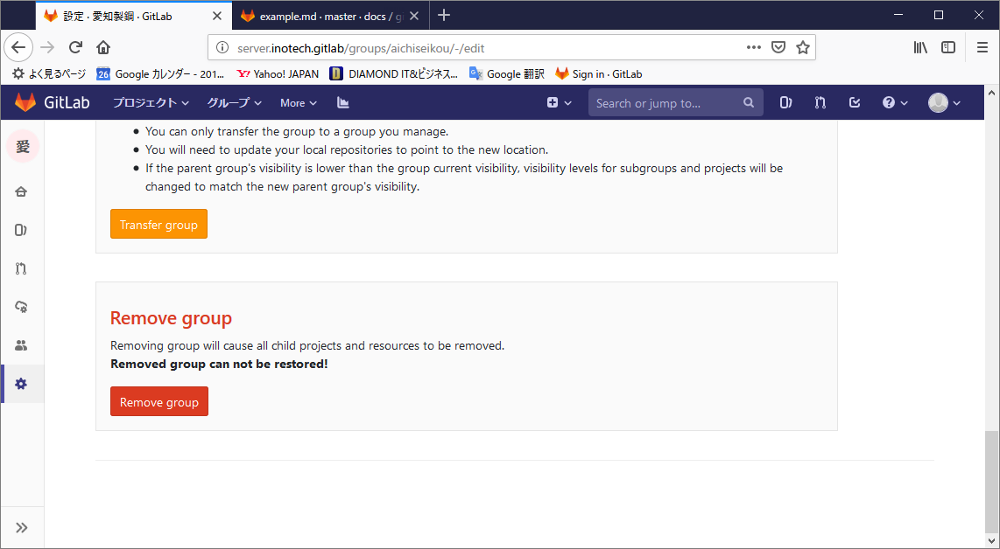 設定 · 愛知製鋼 · GitLab
example.md · master · docs / g
server.inotech.gitlab/groups/aichiseikou/-/edit
よく見るページ
26 Google カレンダー - 201...
Y! Yahoo! JAPAN
D DIAMOND IT&ビジネス...
Google 翻訳
Sign in · GitLab
GitLab プロジェクト グループ More Search or jump to...
愛
You can only transfer the group to a group you manage.
You will need to update your local repositories to point to the new location.
If the parent group's visibility is lower than the group current visibility, visibility levels for subgroups and projects will be
changed to match the new parent group's visibility.
Transfer group
Remove group
Removing group will cause all child projects and resources to be removed.
Removed group can not be restored!
Remove group